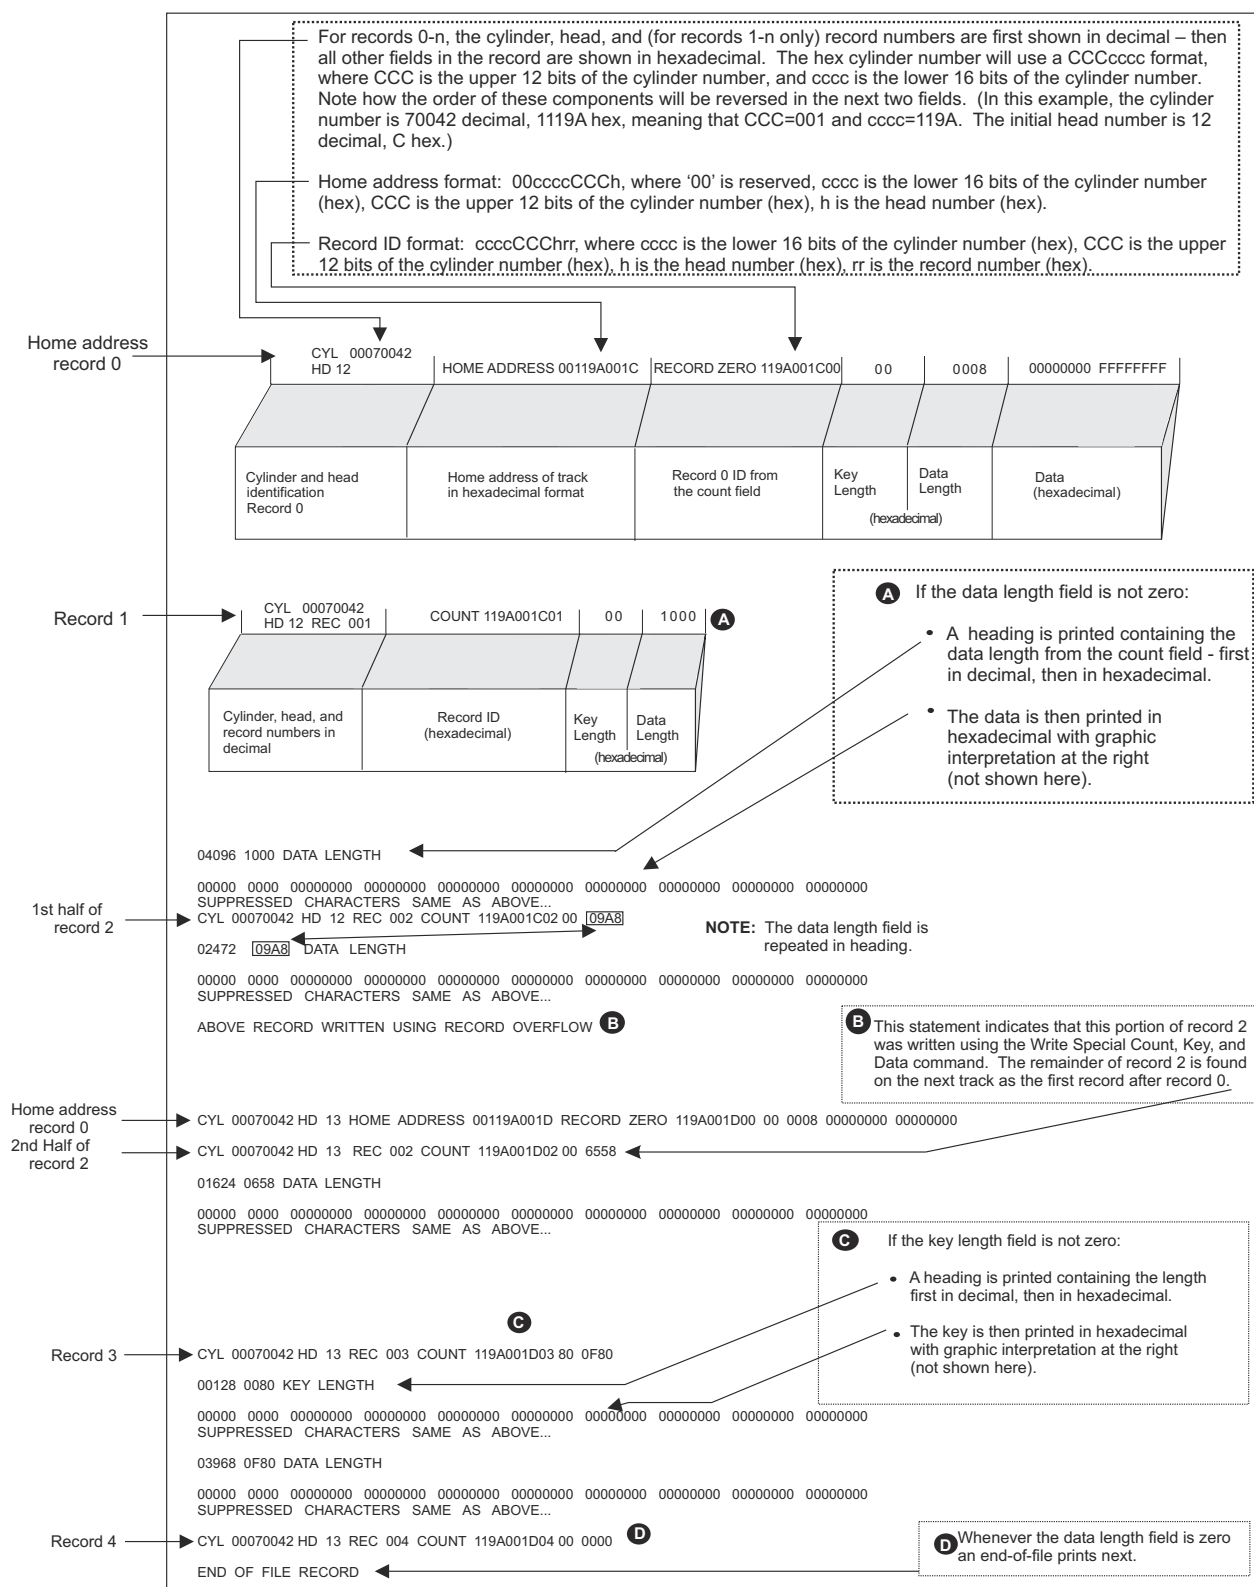 For records 0-n, the cylinder, head, and (for records 1-n only) record numbers are first shown in decimal – then
all other fields in the record are shown in hexadecimal. The hex cylinder number will use a CCCcccc format,
where CCC is the upper 12 bits of the cylinder number, and cccc is the lower 16 bits of the cylinder number.
Note how the order of these components will be reversed in the next two fields. (In this example, the cylinder
number is 70042 decimal, 1119A hex, meaning that CCC=001 and cccc=119A. The initial head number is 12
decimal, C hex.)
Home address format: 00ccccCCCh, where ‘00’ is reserved, cccc is the lower 16 bits of the cylinder number
(hex), CCC is the upper 12 bits of the cylinder number (hex), h is the head number (hex).
Record ID format: ccccCCChrr, where cccc is the lower 16 bits of the cylinder number (hex), CCC is the upper
12 bits of the cylinder number (hex), h is the head number (hex), rr is the record number (hex).
Home address
record 0
CYL 00070042
HD 12
HOME ADDRESS 00119A001C
RECORD ZERO 119A001C00
00
0008
00000000 FFFFFFFF
Cylinder and head
identification
Record 0
Home address of track
in hexadecimal format
Record 0 ID from
the count field
Key
Length
Data
Length
(hexadecimal)
Data
(hexadecimal)
Record 1
CYL 00070042
HD 12 REC 001
COUNT 119A001C01
00
1000
A
Cylinder, head, and
record numbers in
decimal
Record ID
(hexadecimal)
Key
Length
Data
Length
(hexadecimal)
A If the data length field is not zero:
• A heading is printed containing the
data length from the count field - first
in decimal, then in hexadecimal.
• The data is then printed in
hexadecimal with graphic
interpretation at the right
(not shown here).
04096 1000 DATA LENGTH
00000 0000 00000000 00000000 00000000 00000000 00000000 00000000 00000000 00000000
SUPPRESSED CHARACTERS SAME AS ABOVE...
1st half of
record 2
CYL 00070042 HD 12 REC 002 COUNT 119A001C02 00 09A8
NOTE: The data length field is
repeated in heading.
02472 09A8 DATA LENGTH
00000 0000 00000000 00000000 00000000 00000000 00000000 00000000 00000000 00000000
SUPPRESSED CHARACTERS SAME AS ABOVE...
ABOVE RECORD WRITTEN USING RECORD OVERFLOW B
B This statement indicates that this portion of record 2
was written using the Write Special Count, Key, and
Data command. The remainder of record 2 is found
on the next track as the first record after record 0.
Home address
record 0
CYL 00070042 HD 13 HOME ADDRESS 00119A001D RECORD ZERO 119A001D00 00 0008 00000000 00000000
2nd Half of
record 2
CYL 00070042 HD 13 REC 002 COUNT 119A001D02 00 6558
01624 0658 DATA LENGTH
00000 0000 00000000 00000000 00000000 00000000 00000000 00000000 00000000 00000000
SUPPRESSED CHARACTERS SAME AS ABOVE...
C If the key length field is not zero:
• A heading is printed containing the length
first in decimal, then in hexadecimal.
• The key is then printed in hexadecimal
with graphic interpretation at the right
(not shown here).
C
Record 3
CYL 00070042 HD 13 REC 003 COUNT 119A001D03 80 0F80
00128 0080 KEY LENGTH
00000 0000 00000000 00000000 00000000 00000000 00000000 00000000 00000000 00000000
SUPPRESSED CHARACTERS SAME AS ABOVE...
03968 0F80 DATA LENGTH
00000 0000 00000000 00000000 00000000 00000000 00000000 00000000 00000000 00000000
SUPPRESSED CHARACTERS SAME AS ABOVE...
Record 4
CYL 00070042 HD 13 REC 004 COUNT 119A001D04 00 0000 D
D Whenever the data length field is zero
an end-of-file prints next.
END OF FILE RECORD